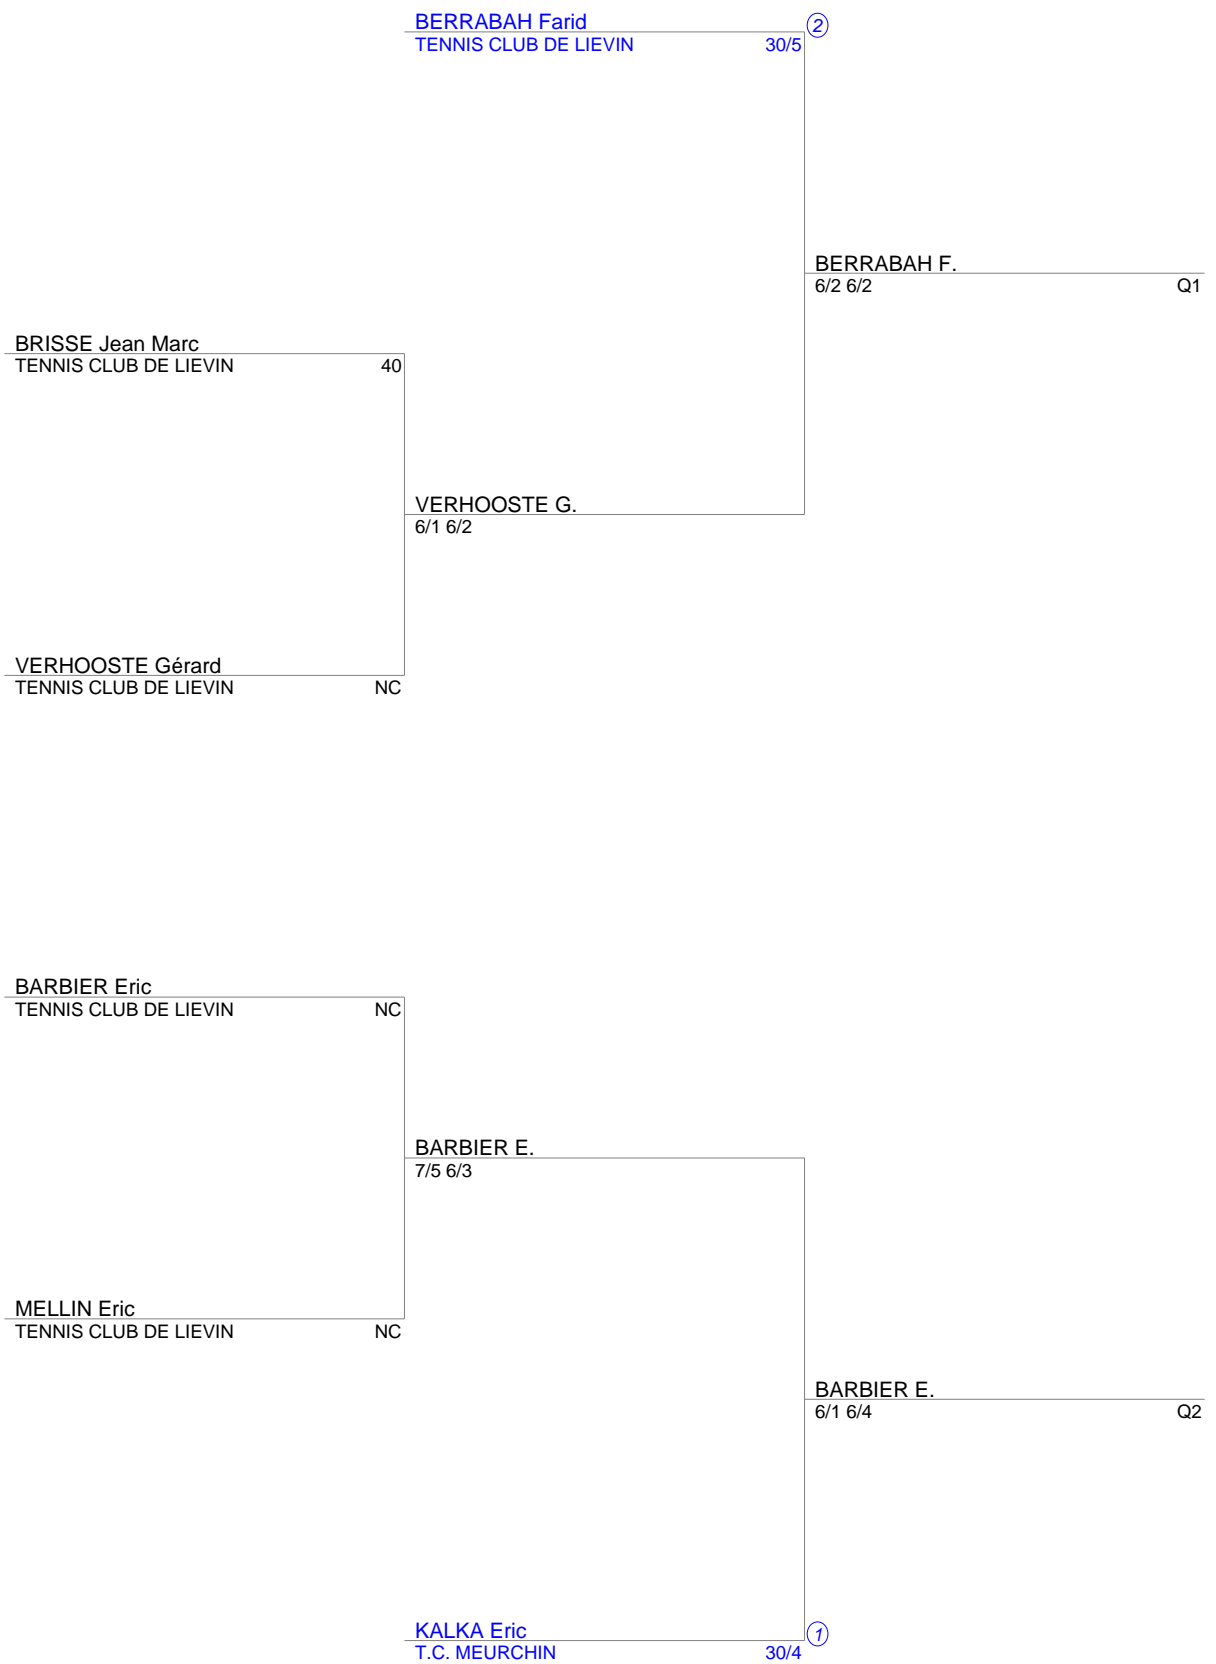 BERRABAH Farid 2
TENNIS CLUB DE LIEVIN 30/5
BERRABAH F.
6/2 6/2 Q1
BRISSE Jean Marc
TENNIS CLUB DE LIEVIN 40
VERHOOSTE G.
6/1 6/2
VERHOOSTE Gérard
TENNIS CLUB DE LIEVIN NC
BARBIER Eric
TENNIS CLUB DE LIEVIN NC
BARBIER E.
7/5 6/3
MELLIN Eric
TENNIS CLUB DE LIEVIN NC
BARBIER E.
6/1 6/4 Q2
KALKA Eric 1
T.C. MEURCHIN 30/4